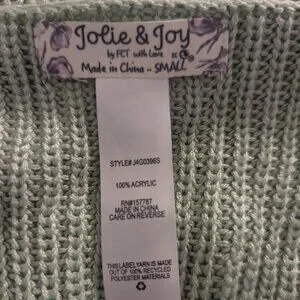 Jolie & Joy
by FCT with Love
Made in China - SMALL
STYLE# J4G0396S
100% ACRYLIC
RN#157787
MADE IN CHINA
CARE ON REVERSE
THIS LABEL YARN IS MADE
OUT OF 100% RECYCLED
POLYESTER MATERIALS